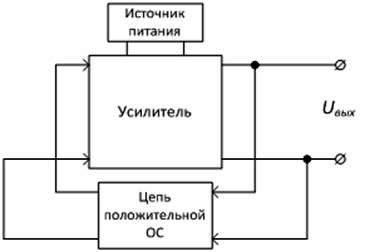 Источник
питания
Усилитель
Uвых
Цепь
положительной
ОС